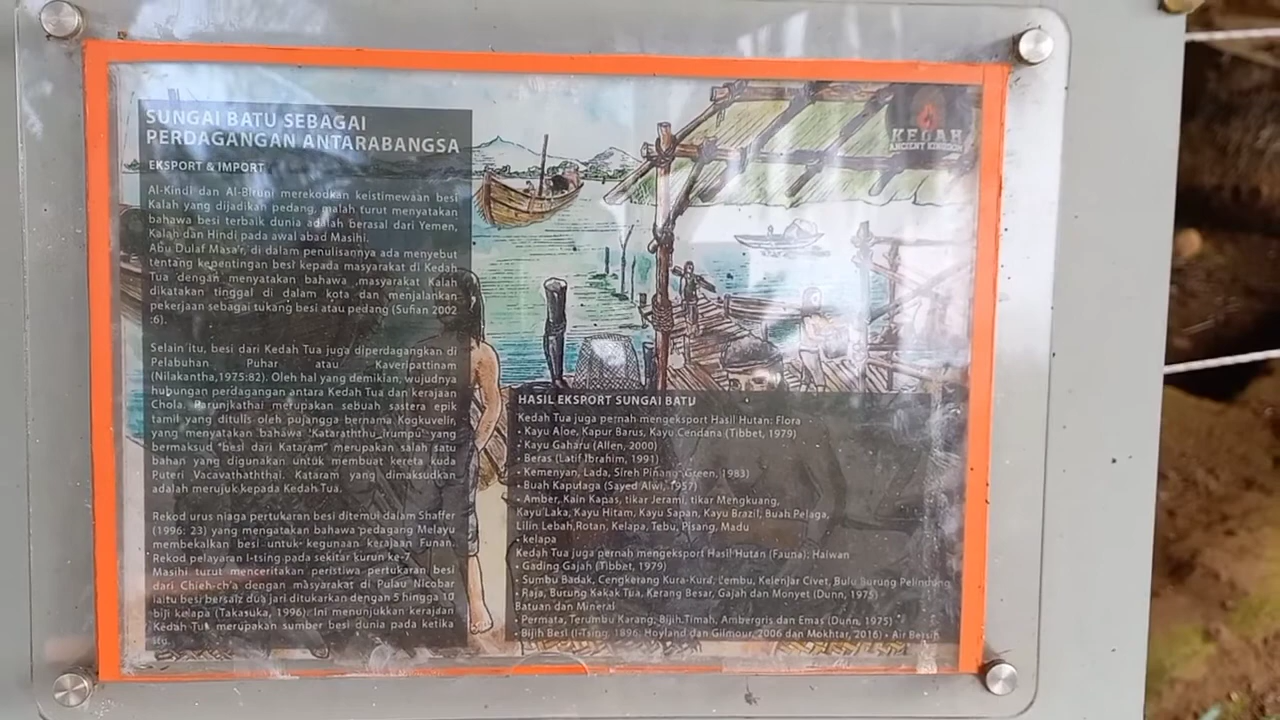 SUNGAI BATU SEBAGAI
PERDAGANGAN ANTARABANGSA
EKSPORT & IMPORT
Al-Kindi dan Al-Biruni merekodkan keistimewaan besi
Kalah yang dijadikan pedang, malah turut menyatakan
bahawa besi terbaik dunia adalah berasal dari Yemen,
Kalah dan Hindi pada awal abad Masihi.
Abu Dulaf Masa'r, di dalam penulisannya ada menyebut
tentang kepentingan besi kepada masyarakat di Kedah
Tua dengan menyatakan bahawa masyarakat Kalah
dikatakan tinggal di dalam kota dan menjalankan
pekerjaan sebagai tukang besi atau pedang (Sufian 2002
:6).
Selain itu, besi dari Kedah Tua juga diperdagangkan di
Pelabuhan Puhar atau Kaveripattinam
(Nilakantha,1975:82). Oleh hal yang demikian, wujudnya
hubungan perdagangan antara Kedah Tua dan kerajaan
Chola. Parunjkathai merupakan sebuah sastera epik
tamil yang ditulis oleh pujangga bernama Kogkuvelir,
yang menyatakan bahawa 'Katараththu Irumpu' yang
bermaksud "besi dari Kataram" merupakan salah satu
bahan yang digunakan untuk membuat kereta kuda
Puteri Vacavathaththai. Kataram yang dimaksudkan
adalah merujuk kepada Kedah Tua.
Rekod urus niaga pertukaran besi ditemui dalam Shaffer
(1996: 23) yang mengatakan bahawa pedagang Melayu
membekalkan besi untuk kegunaan kerajaan Funan.
Rekod pelayaran I-tsing pada sekitar kurun ke-7
Masihi turut menceritakan peristiwa pertukaran besi
dari Chieh-ch'a dengan masyarakat di Pulau Nicobar
iaitu besi bersaiz dua jari ditukarkan dengan 5 hingga 10
biji kelapa (Takasuka, 1996). Ini menunjukkan kerajaan
Kedah Tua merupakan sumber besi dunia pada ketika
itu.
KEDAH
ANCIENT KINGDOM
HASIL EKSPORT SUNGAI BATU
Kedah Tua juga pernah mengeksport Hasil Hutan: Flora
• Kayu Aloe, Kapur Barus, Kayu Cendana (Tibbet, 1979)
• Kayu Gaharu (Allen, 2000)
• Beras (Latif Ibrahim, 1991)
• Kemenyan, Lada, Sireh Pinang Green, 1983)
• Buah Kapulaga (Sayed Alwi, 1957)
• Amber, Kain Kapas, tikar Jerami, tikar Mengkuang,
Kayu Laka, Kayu Hitam, Kayu Sapan, Kayu Brazil, Buah Pelaga,
Lilin Lebah,Rotan, Kelapa, Tebu, Pisang, Madu
• kelapa
Kedah Tua juga pernah mengeksport Hasil Hutan (Fauna): Haiwan
• Gading Gajah (Tibbet, 1979)
• Sumbu Badak, Cengkerang Kura-Kura, Lembu, Kelenjar Civet, Bulu Burung Pelindung
• Raja, Burung Kakak Tua, Kerang Besar, Gajah dan Monyet (Dunn, 1975)
Batuan dan Mineral
• Permata, Terumbu Karang, Bijih Timah, Ambergris dan Emas (Dunn, 1975)
• Bijih Besi (I-Tsing, 1896, Hoyland dan Gilmour, 2006 dan Mokhtar, 2016) • Air Bersih